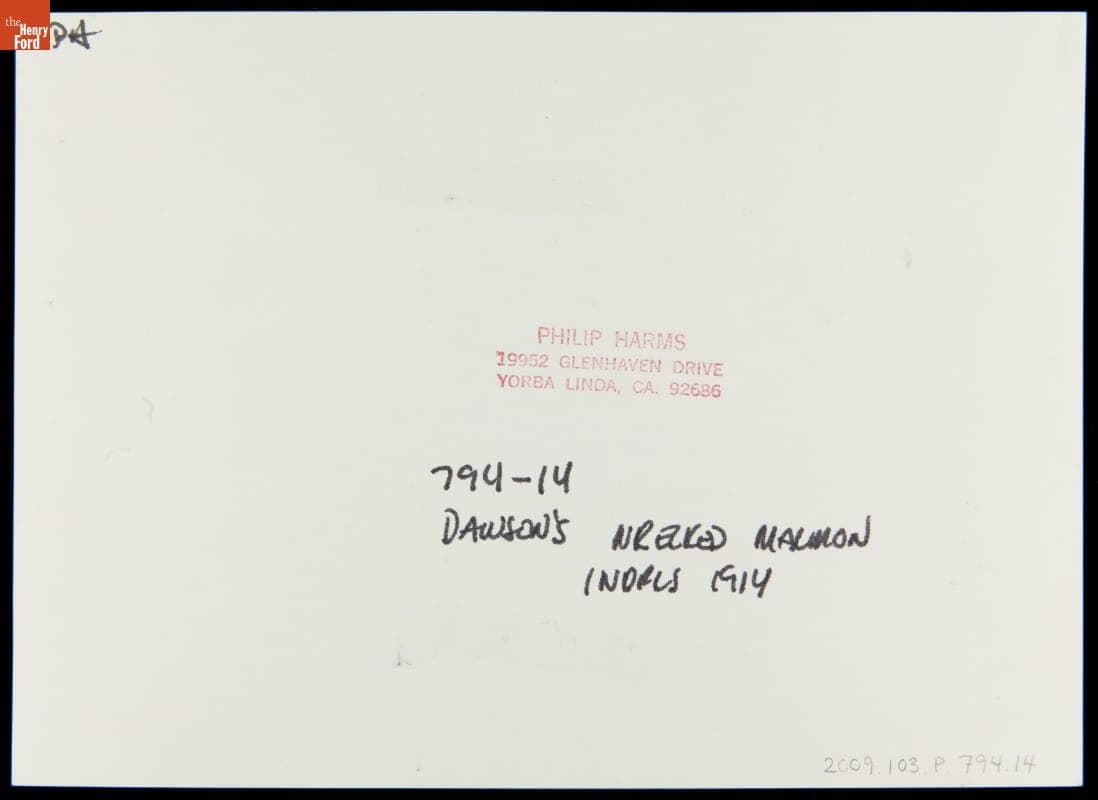 the
Henry
Ford
PHILIP HARMS
19952 GLENHAVEN DRIVE
YORBA LINDA, CA. 92686
794-14
DAWSON'S WRECKED MARMON
INDPLS 1914
2009.103.P.794.14